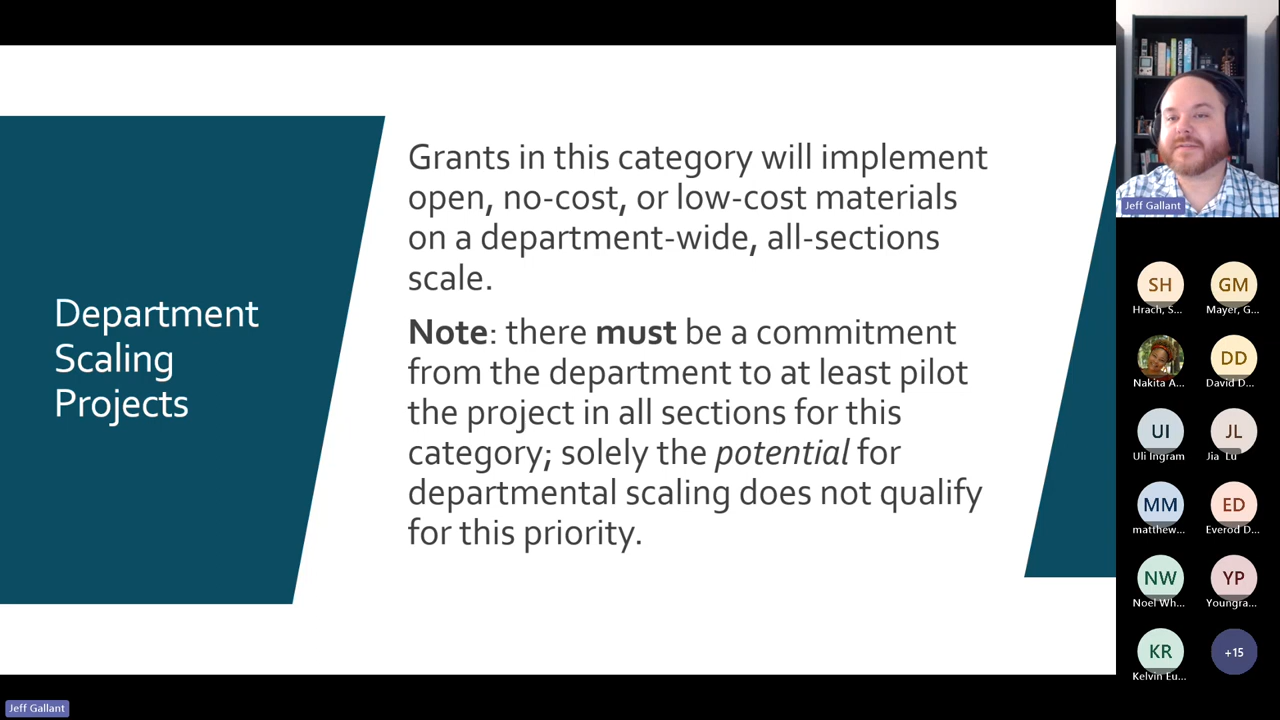 Department
Scaling
Projects
Grants in this category will implement
open, no-cost, or low-cost materials
on a department-wide, all-sections
scale.
Note: there must be a commitment
from the department to at least pilot
the project in all sections for this
category; solely the potential for
departmental scaling does not qualify
for this priority.
Jeff Gallant
SH
Hrach, S...
GM
Mayer, G...
Nakita A...
DD
David D...
UI
Uli Ingram
JL
Jia Lu
MM
matthew...
ED
Everod D...
NW
Noel Wh...
YP
Youngra...
KR
Kelvin Eu...
+15
Jeff Gallant